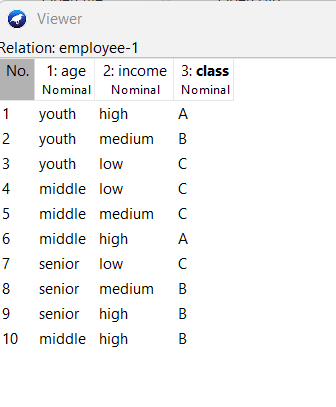 Viewer
Relation: employee-1
No. 1: age 2: income 3: class
Nominal Nominal Nominal
1 youth high A
2 youth medium B
3 youth low C
4 middle low C
5 middle medium C
6 middle high A
7 senior low C
8 senior medium B
9 senior high B
10 middle high B